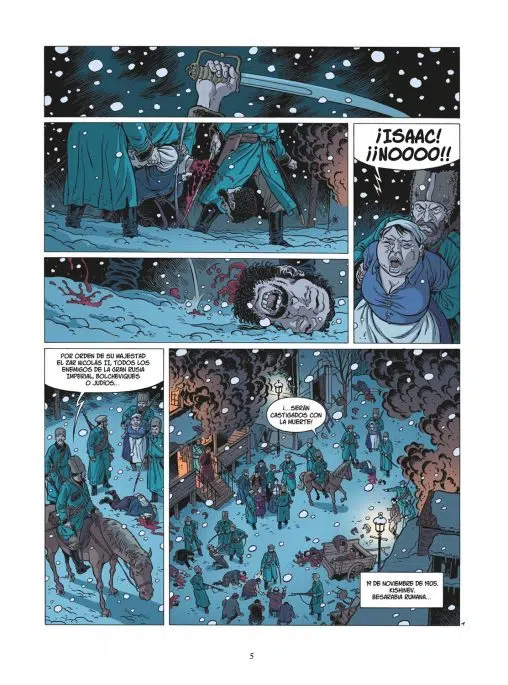 ¡ISAAC!
¡¡NOOOO!!
POR ORDEN DE SU MAJESTAD
EL ZAR NICOLÁS II, TODOS LOS
ENEMIGOS DE LA GRAN RUSIA
IMPERIAL, BOLCHEVIQUES
O JUDÍOS...
¡...SERÁN
CASTIGADOS CON
LA MUERTE!
19 DE NOVIEMBRE DE 1905.
KISHINEV,
BESARABIA RUMANA...
1
5